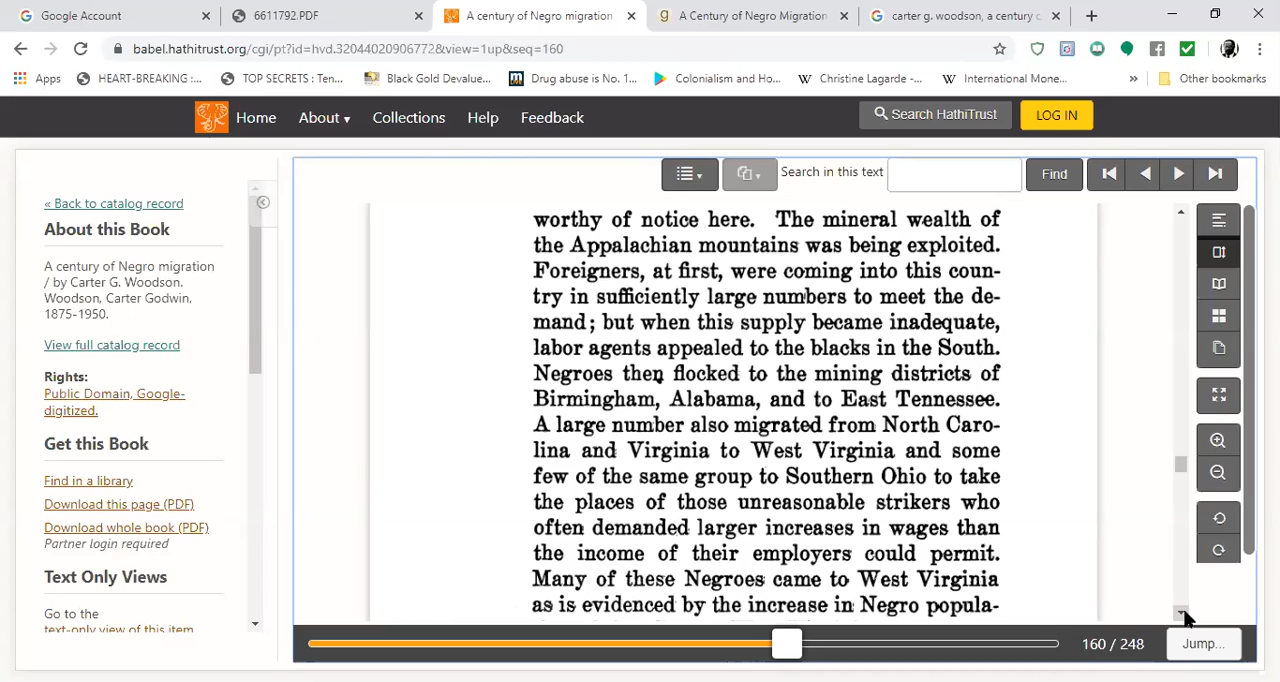 Google Account
6611792.PDF
A century of Negro migration
A Century of Negro Migration
carter g. woodson, a century c
babel.hathitrust.org/cgi/pt?id=hvd.32044020906772&view=1up&seq=160
Apps
HEART-BREAKING :...
TOP SECRETS : Ten...
Black Gold Devalue...
Drug abuse is No. 1...
Colonialism and Ho...
Christine Lagarde -...
International Mone...
»
Other bookmarks
Home
About
Collections
Help
Feedback
Search HathiTrust
LOG IN
« Back to catalog record
About this Book
A century of Negro migration
/ by Carter G. Woodson.
Woodson, Carter Godwin,
1875-1950.
View full catalog record
Rights:
Public Domain, Google-
digitized.
Get this Book
Find in a library
Download this page (PDF)
Download whole book (PDF)
Partner login required
Text Only Views
Go to the
text-only view of this item
Search in this text
Find
worthy of notice here. The mineral wealth of
the Appalachian mountains was being exploited.
Foreigners, at first, were coming into this coun-
try in sufficiently large numbers to meet the de-
mand; but when this supply became inadequate,
labor agents appealed to the blacks in the South.
Negroes then flocked to the mining districts of
Birmingham, Alabama, and to East Tennessee.
A large number also migrated from North Caro-
lina and Virginia to West Virginia and some
few of the same group to Southern Ohio to take
the places of those unreasonable strikers who
often demanded larger increases in wages than
the income of their employers could permit.
Many of these Negroes came to West Virginia
as is evidenced by the increase in Negro popula-
160 / 248
Jump...